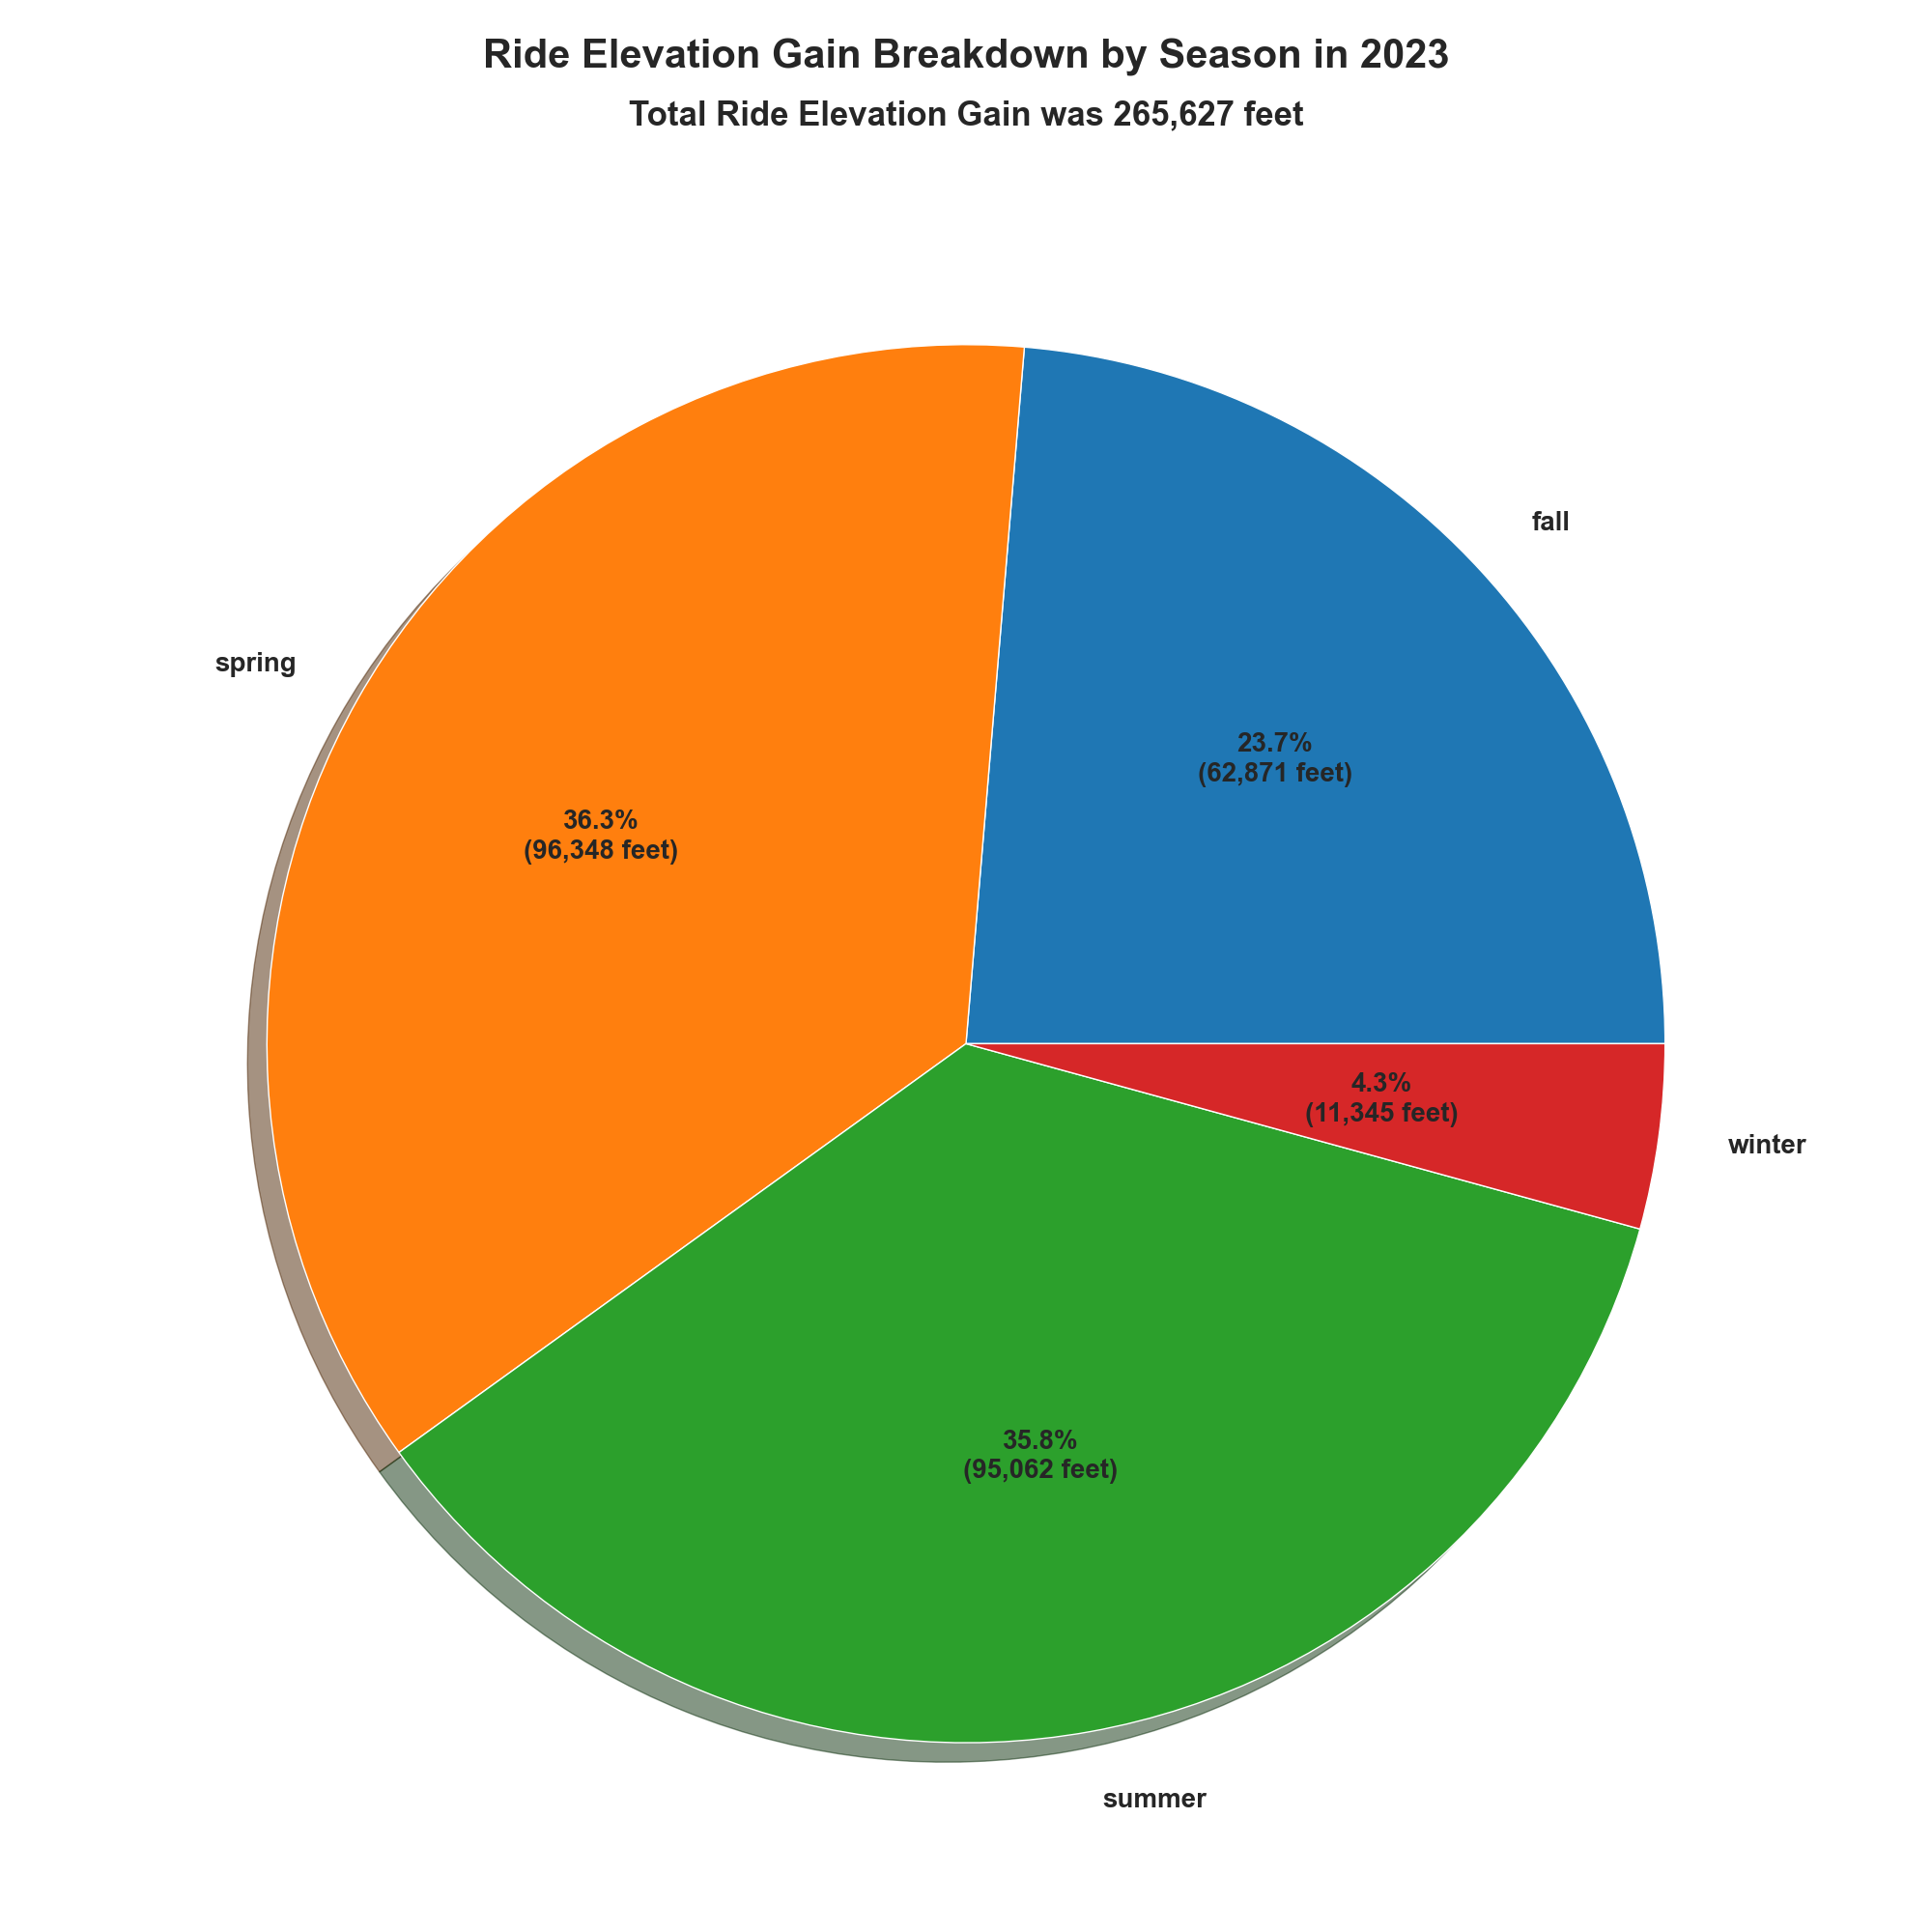 Ride Elevation Gain Breakdown by Season in 2023
Total Ride Elevation Gain was 265,627 feet
fall
23.7%
(62,871 feet)
spring
36.3%
(96,348 feet)
35.8%
(95,062 feet)
summer
4.3%
(11,345 feet)
winter